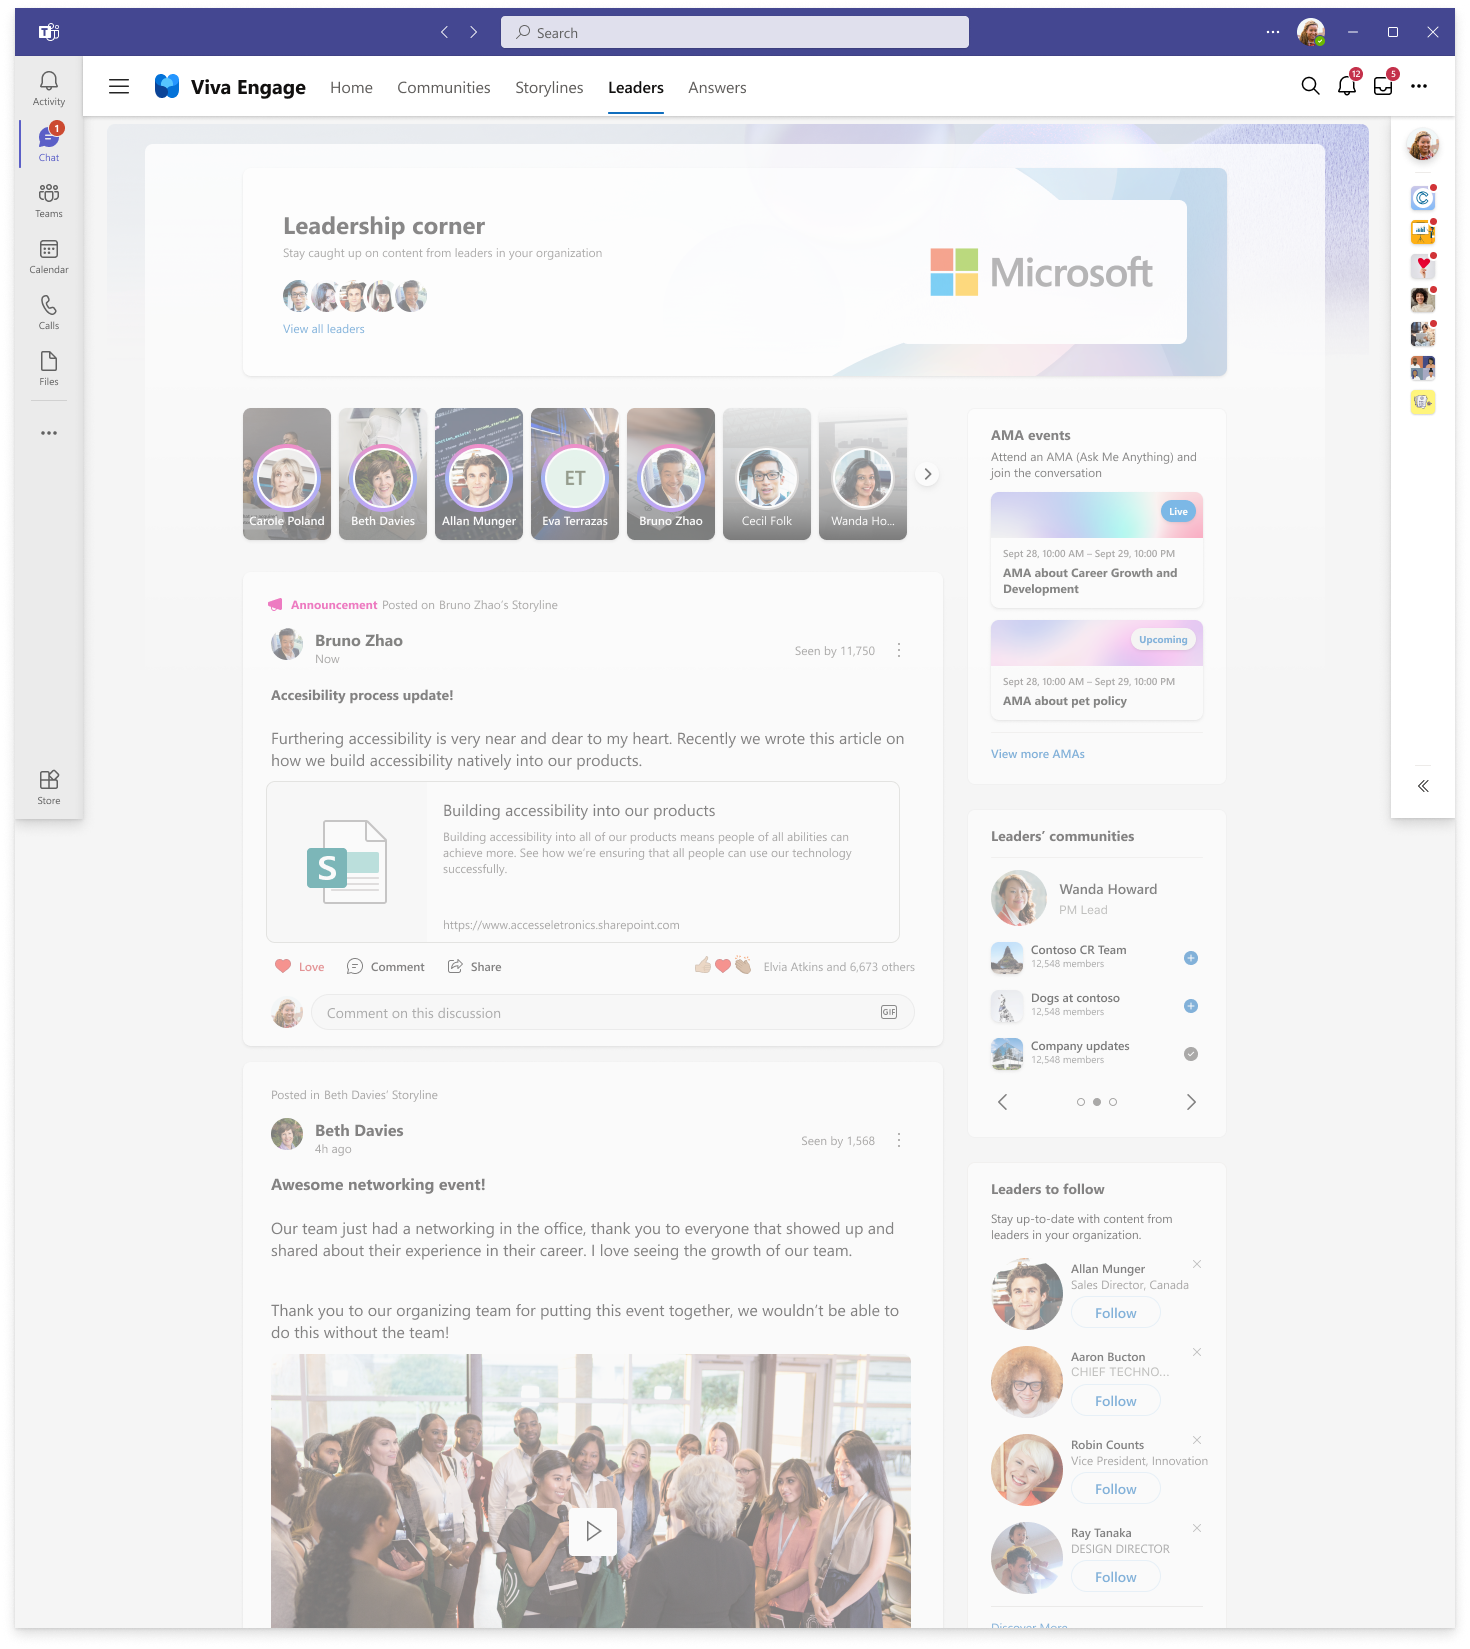 Search
Activity
1
Chat
Teams
Calendar
Calls
Files
Store
Viva Engage
Home
Communities
Storylines
Leaders
Answers
12
5
Leadership corner
Stay caught up on content from leaders in your organization
View all leaders
Microsoft
Carole Poland
Beth Davies
Allan Munger
ET
Eva Terrazas
Bruno Zhao
Cecil Folk
Wanda Ho...
Announcement Posted on Bruno Zhao's Storyline
Bruno Zhao
Now
Seen by 11,750
Accesibility process update!
Furthering accessibility is very near and dear to my heart. Recently we wrote this article on
how we build accessibility natively into our products.
S
Building accessibility into our products
Building accessibility into all of our products means people of all abilities can
achieve more. See how we're ensuring that all people can use our technology
successfully.
https://www.accesseletronics.sharepoint.com
Love
Comment
Share
Elvia Atkins and 6,673 others
Comment on this discussion
GIF
Posted in Beth Davies' Storyline
Beth Davies
4h ago
Seen by 1,568
Awesome networking event!
Our team just had a networking in the office, thank you to everyone that showed up and
shared about their experience in their career. I love seeing the growth of our team.
Thank you to our organizing team for putting this event together, we wouldn't be able to
do this without the team!
AMA events
Attend an AMA (Ask Me Anything) and
join the conversation
Live
Sept 28, 10:00 AM – Sept 29, 10:00 PM
AMA about Career Growth and
Development
Upcoming
Sept 28, 10:00 AM – Sept 29, 10:00 PM
AMA about pet policy
View more AMAs
Leaders' communities
Wanda Howard
PM Lead
Contoso CR Team
12,548 members
Dogs at contoso
12,548 members
Company updates
12,548 members
Leaders to follow
Stay up-to-date with content from
leaders in your organization.
Allan Munger
Sales Director, Canada
Follow
Aaron Bucton
CHIEF TECHNO...
Follow
Robin Counts
Vice President, Innovation
Follow
Ray Tanaka
DESIGN DIRECTOR
Follow
Discover More